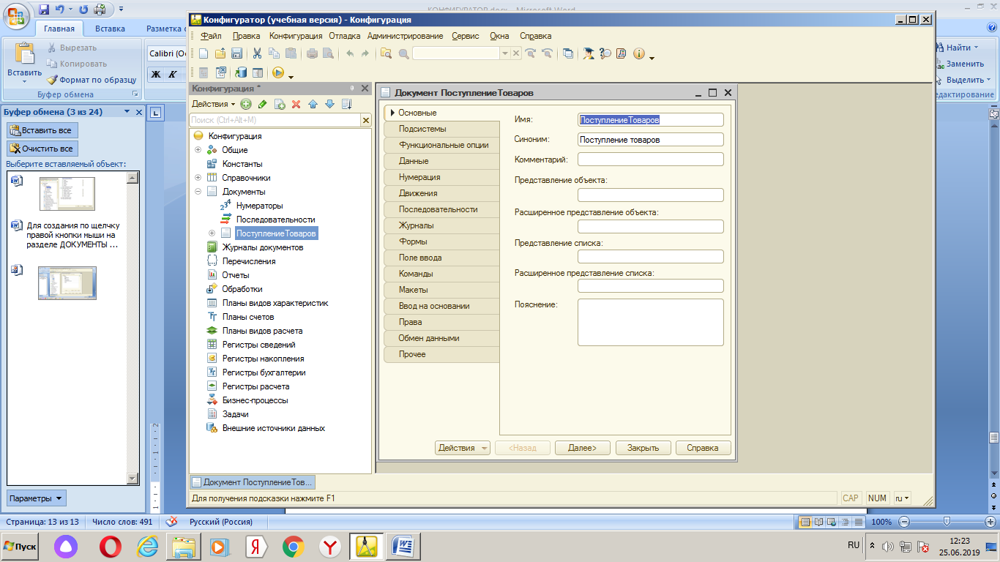 КОНФИГУРАТОР.docx - Microsoft Word
Главная
Вставка
Разметка с
Вставить
Вырезать
Копировать
Формат по образцу
Буфер обмена
Calibri (Ос
Ж К
Найти
Заменить
Выделить
едактирование
Буфер обмена (3 из 24)
Вставить все
Очистить все
Выберите вставляемый объект:
Для создания по щелчку
правой кнопки мыши на
разделе ДОКУМЕНТЫ ...
Параметры
Конфигуратор (учебная версия) - Конфигурация
Файл Правка Конфигурация Отладка Администрирование Сервис Окна Справка
Конфигурация *
Действия
Поиск (Ctrl+Alt+M)
Конфигурация
Общие
Константы
Справочники
Документы
Нумераторы
Последовательности
ПоступлениеТоваров
Журналы документов
Перечисления
Отчеты
Обработки
Планы видов характеристик
Планы счетов
Планы видов расчета
Регистры сведений
Регистры накопления
Регистры бухгалтерии
Регистры расчета
Бизнес-процессы
Задачи
Внешние источники данных
Документ ПоступлениеТоваров
Основные
Подсистемы
Функциональные опции
Данные
Нумерация
Движения
Последовательности
Журналы
Формы
Поле ввода
Команды
Макеты
Ввод на основании
Права
Обмен данными
Прочее
Имя: ПоступлениеТоваров
Синоним: Поступление товаров
Комментарий:
Представление объекта:
Расширенное представление объекта:
Представление списка:
Расширенное представление списка:
Пояснение:
Действия <Назад Далее> Закрыть Справка
Документ ПоступлениеТов...
Для получения подсказки нажмите F1
CAP NUM ru
Страница: 13 из 13 Число слов: 491 Русский (Россия) 100%
Пуск
RU
12:23
25.06.2019